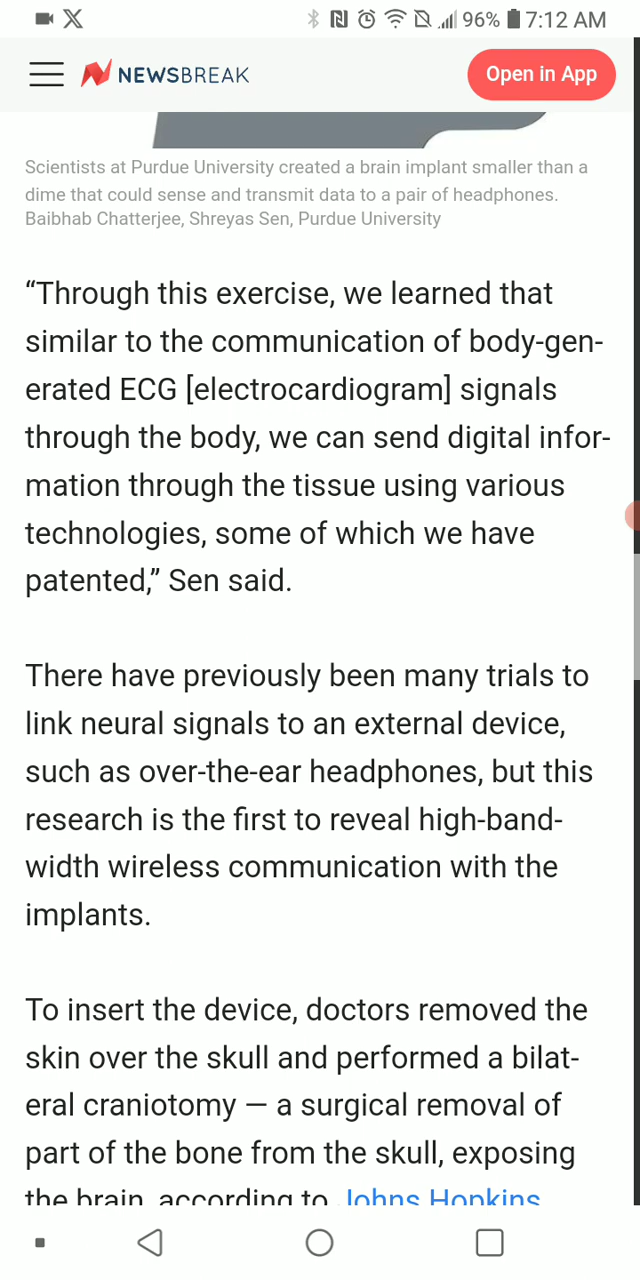 96% 7:12 AM
NEWSBREAK
Open in App
Scientists at Purdue University created a brain implant smaller than a
dime that could sense and transmit data to a pair of headphones.
Baibhab Chatterjee, Shreyas Sen, Purdue University
“Through this exercise, we learned that
similar to the communication of body-gen-
erated ECG [electrocardiogram] signals
through the body, we can send digital infor-
mation through the tissue using various
technologies, some of which we have
patented,” Sen said.
There have previously been many trials to
link neural signals to an external device,
such as over-the-ear headphones, but this
research is the first to reveal high-band-
width wireless communication with the
implants.
To insert the device, doctors removed the
skin over the skull and performed a bilat-
eral craniotomy — a surgical removal of
part of the bone from the skull, exposing
the brain, according to Johns Hopkins